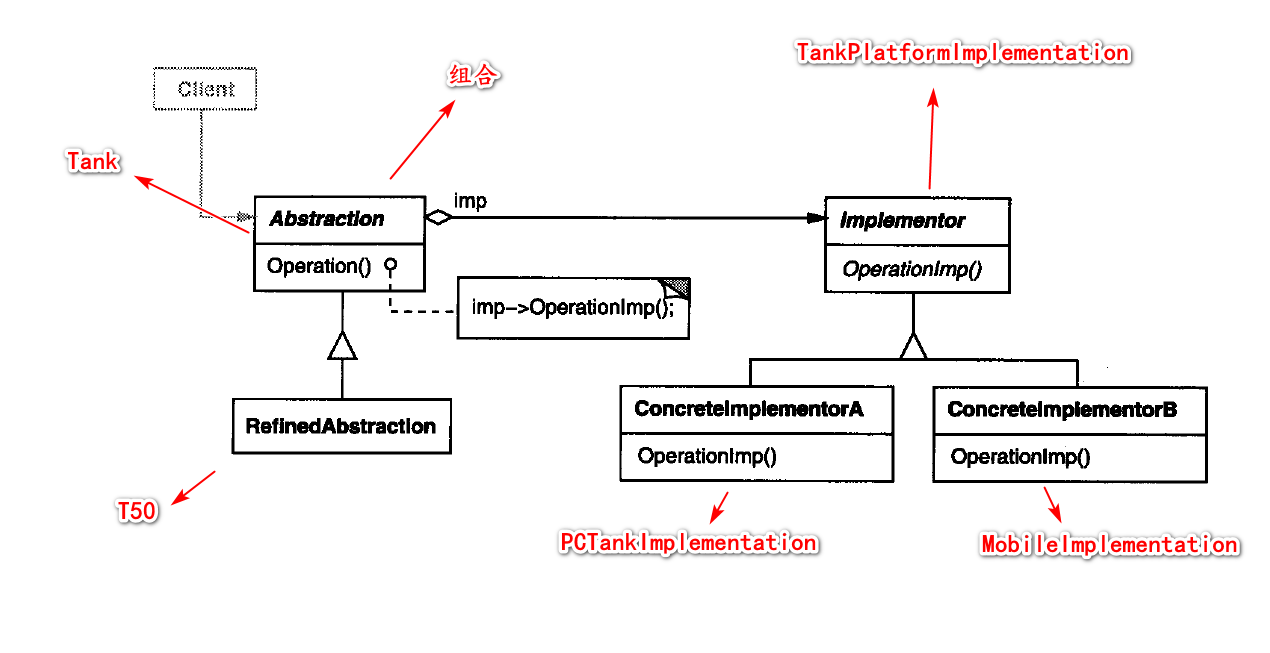 TankPlatformImplementation
组合
Client
Tank
imp
Abstraction
Implementor
Operation()
OperationImp()
imp->OperationImp();
RefinedAbstraction
ConcreteImplementorA
ConcreteImplementorB
OperationImp()
OperationImp()
T50
PCTankImplementation
MobileImplementation